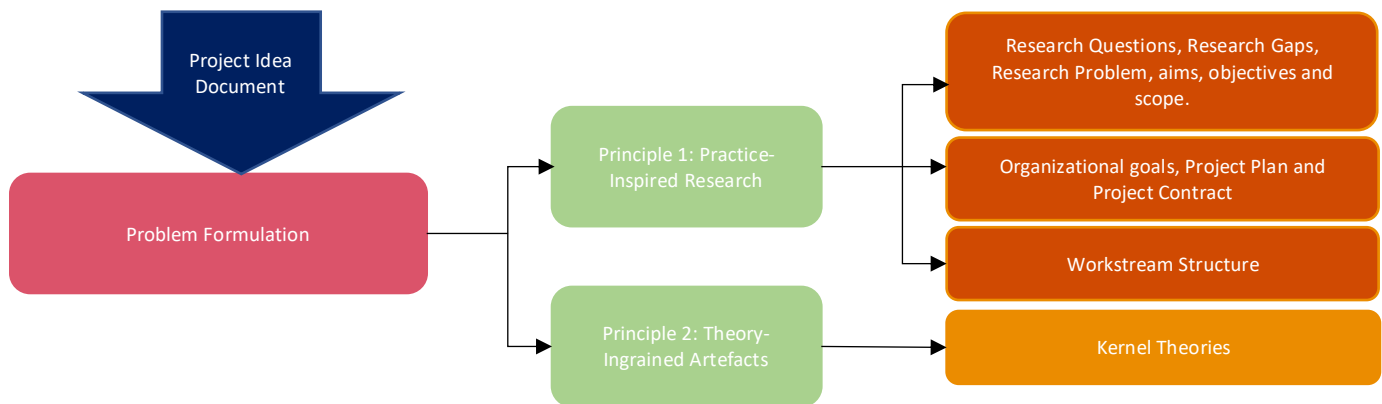 Project Idea
Document
Problem Formulation
Principle 1: Practice-
Inspired Research
Principle 2: Theory-
Ingrained Artefacts
Research Questions, Research Gaps,
Research Problem, aims, objectives and
scope.
Organizational goals, Project Plan and
Project Contract
Workstream Structure
Kernel Theories